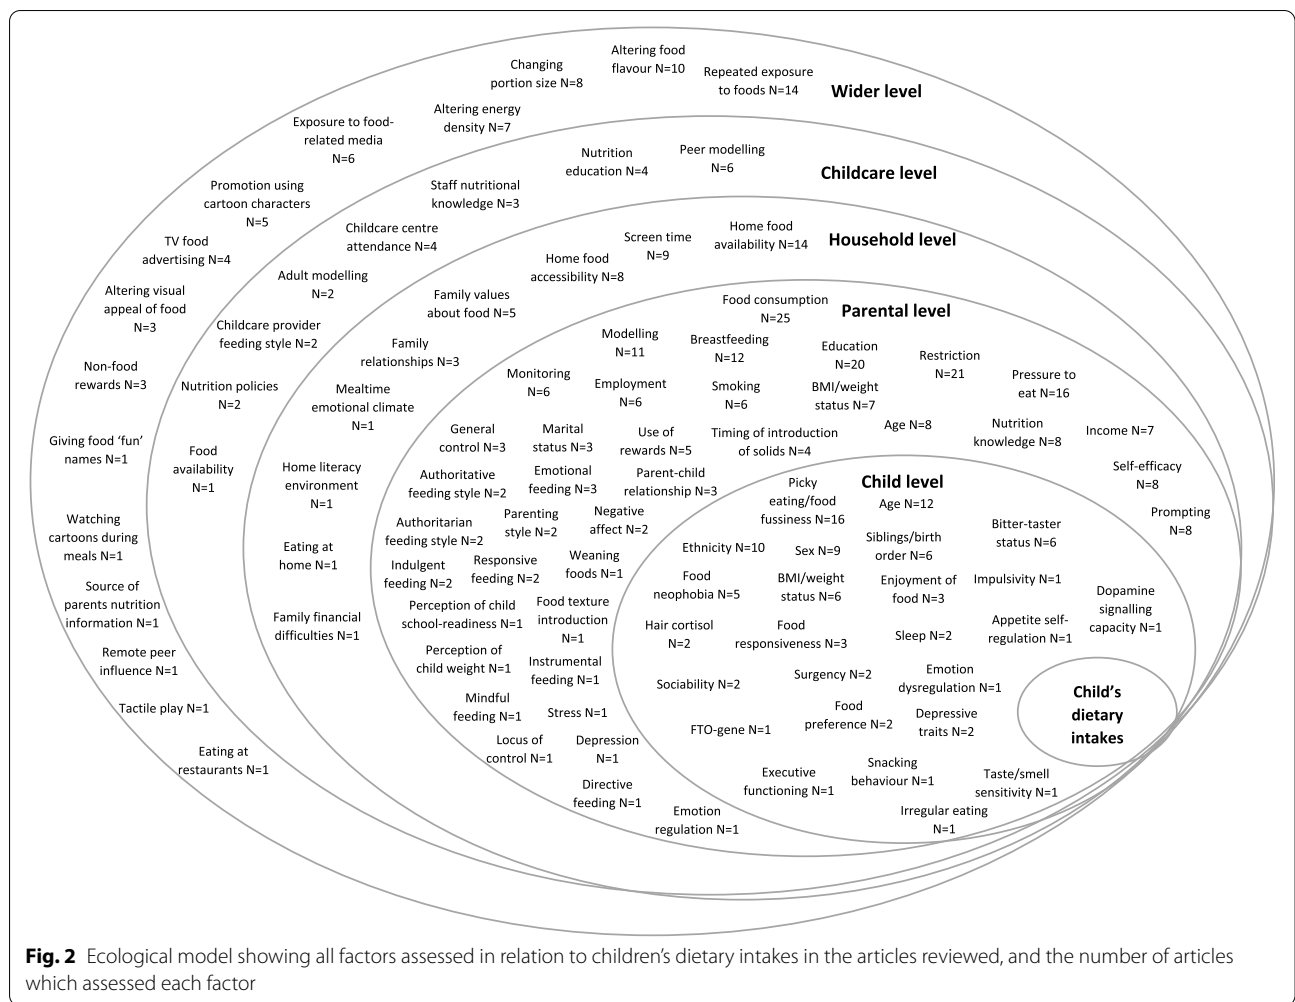 Altering food
flavour N=10
Changing
portion size N=8
Repeated exposure
to foods N=14
Wider level
Altering energy
density N=7
Exposure to food-
related media
N=6
Promotion using
cartoon characters
N=5
TV food
advertising N=4
Altering visual
appeal of food
N=3
Non-food
rewards N=3
Giving food ‘fun’
names N=1
Watching
cartoons during
meals N=1
Source of
parents nutrition
information N=1
Remote peer
influence N=1
Tactile play N=1
Eating at
restaurants N=1
Childcare level
Peer modelling
N=6
Nutrition
education N=4
Staff nutritional
knowledge N=3
Childcare centre
attendance N=4
Adult modelling
N=2
Childcare provider
feeding style N=2
Nutrition policies
N=2
Food
availability
N=1
Household level
Home food
availability N=14
Screen time
N=9
Home food
accessibility N=8
Family values
about food N=5
Family
relationships N=3
Mealtime
emotional climate
N=1
Home literacy
environment
N=1
Eating at
home N=1
Family financial
difficulties N=1
Parental level
Food consumption
N=25
Modelling
N=11
Breastfeeding
N=12
Education
N=20
Restriction
N=21
Pressure to
eat N=16
Monitoring
N=6
Employment
N=6
Smoking
N=6
BMI/weight
status N=7
Age N=8
Nutrition
knowledge N=8
Income N=7
Self-efficacy
N=8
Prompting
N=8
General
control N=3
Marital
status N=3
Use of
rewards N=5
Timing of introduction
of solids N=4
Authoritative
feeding style N=2
Emotional
feeding N=3
Parent-child
relationship N=3
Authoritarian
feeding style N=2
Parenting
style N=2
Negative
affect N=2
Indulgent
feeding N=2
Responsive
feeding N=2
Weaning
foods N=1
Perception of child
school-readiness N=1
Food texture
introduction
N=1
Perception of
child weight N=1
Instrumental
feeding N=1
Mindful
feeding N=1
Stress N=1
Locus of
control N=1
Depression
N=1
Directive
feeding N=1
Emotion
regulation N=1
Child level
Picky
eating/food
fussiness N=16
Age N=12
Ethnicity N=10
Sex N=9
Siblings/birth
order N=6
Bitter-taster
status N=6
Food
neophobia N=5
BMI/weight
status N=6
Enjoyment of
food N=3
Impulsivity N=1
Dopamine
signalling
capacity N=1
Hair cortisol
N=2
Food
responsiveness N=3
Sleep N=2
Appetite self-
regulation N=1
Sociability N=2
Surgency N=2
Emotion
dysregulation N=1
FTO-gene N=1
Food
preference N=2
Depressive
traits N=2
Executive
functioning N=1
Snacking
behaviour N=1
Taste/smell
sensitivity N=1
Irregular eating
N=1
Child’s
dietary
intakes
Fig. 2 Ecological model showing all factors assessed in relation to children’s dietary intakes in the articles reviewed, and the number of articles
which assessed each factor